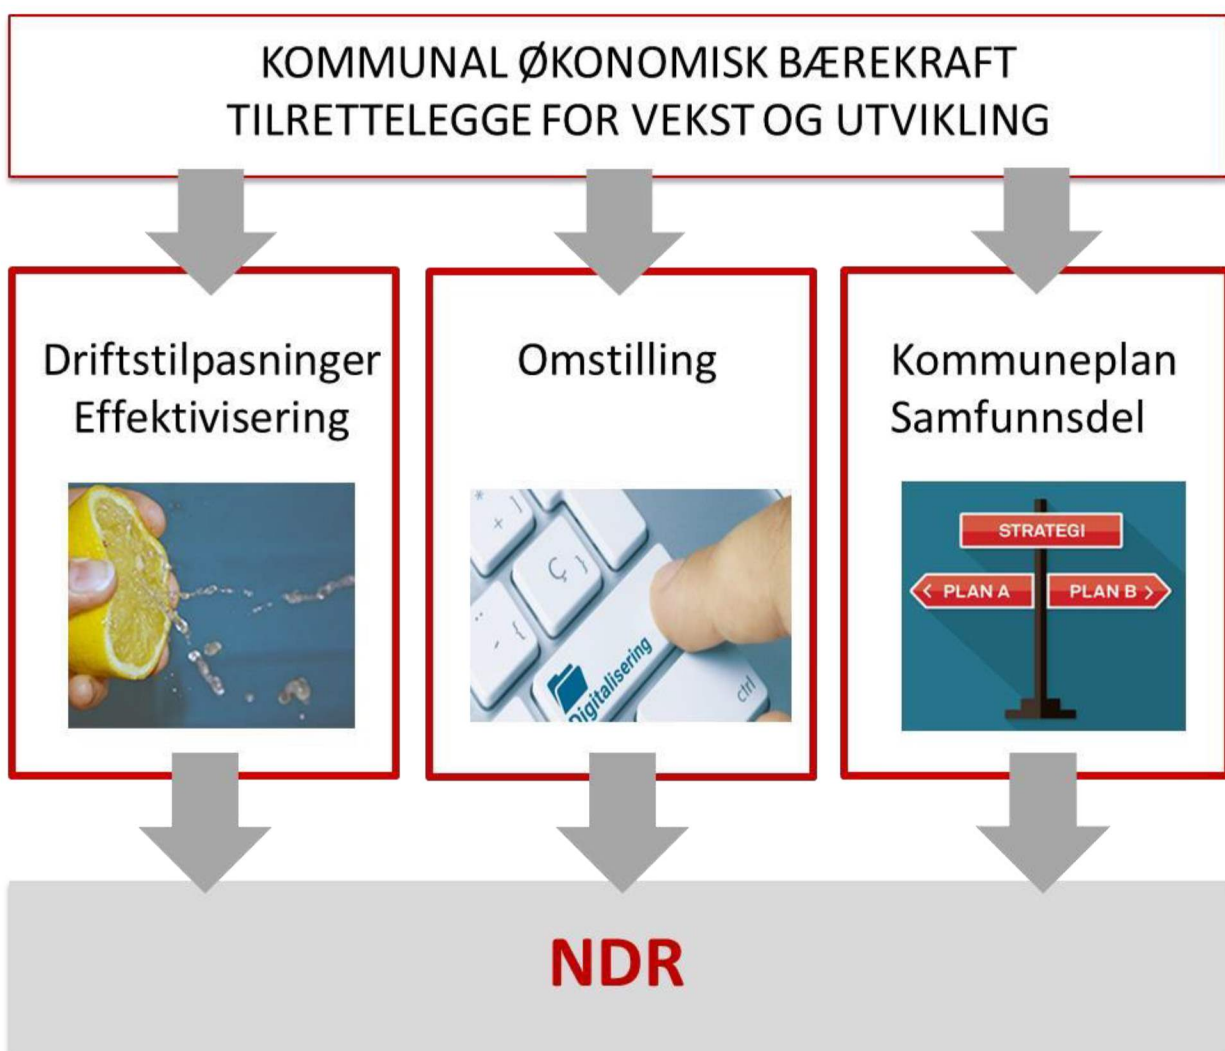 KOMMUNAL ØKONOMISK BÆREKRAFT
TILRETTELEGGE FOR VEKST OG UTVIKLING
Driftstilpasninger
Effektivisering
Omstilling
Kommuneplan
Samfunnsdel
* ]
+
Ç }
{
Digitalisering
ctrl
STRATEGI
< PLAN A
PLAN B >
NDR